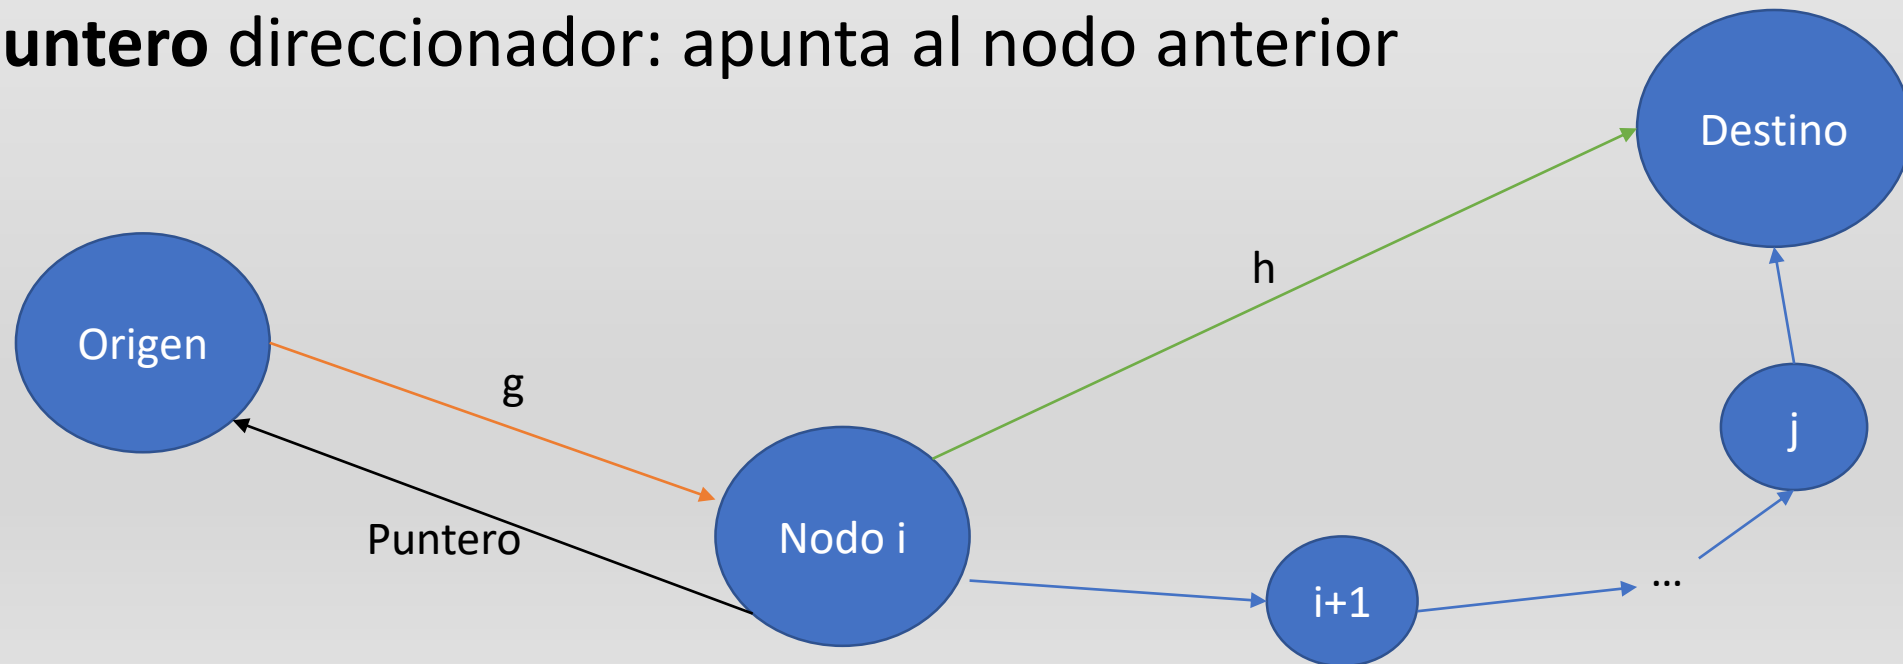 untero direccionador: apunta al nodo anterior
Destino
h
Origen
g
j
Puntero
Nodo i
...
i+1